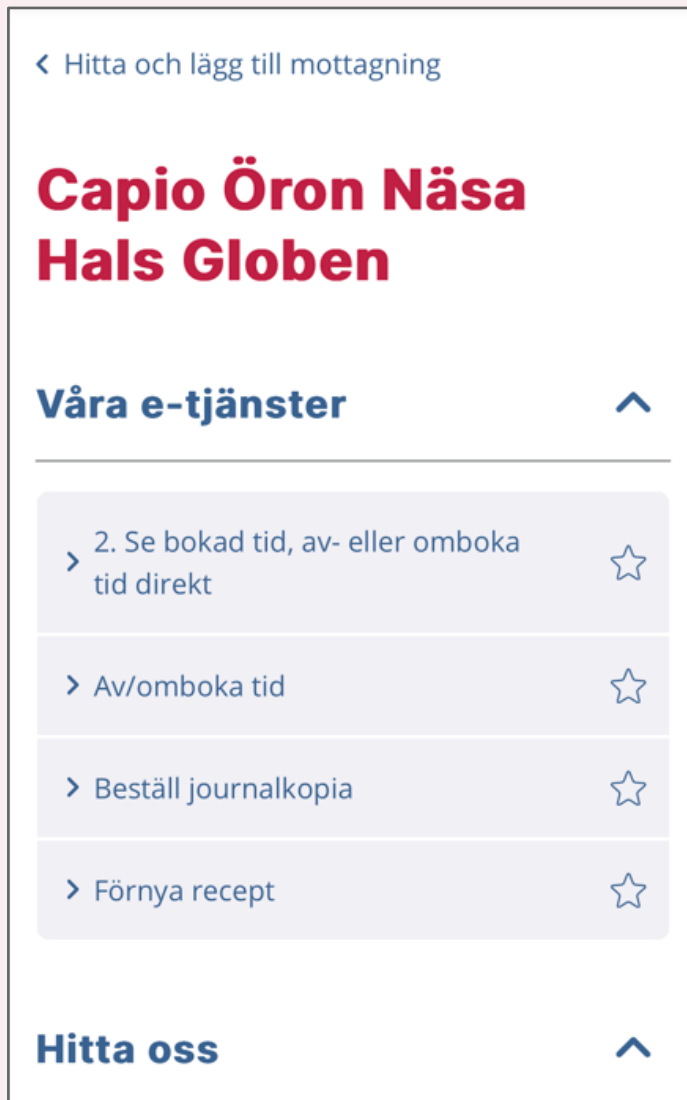 Hitta och lägg till mottagning
Capio Öron Näsa
Hals Globen
Våra e-tjänster
2. Se bokad tid, av- eller omboka
tid direkt
Av/omboka tid
Beställ journalkopia
Förnya recept
Hitta oss